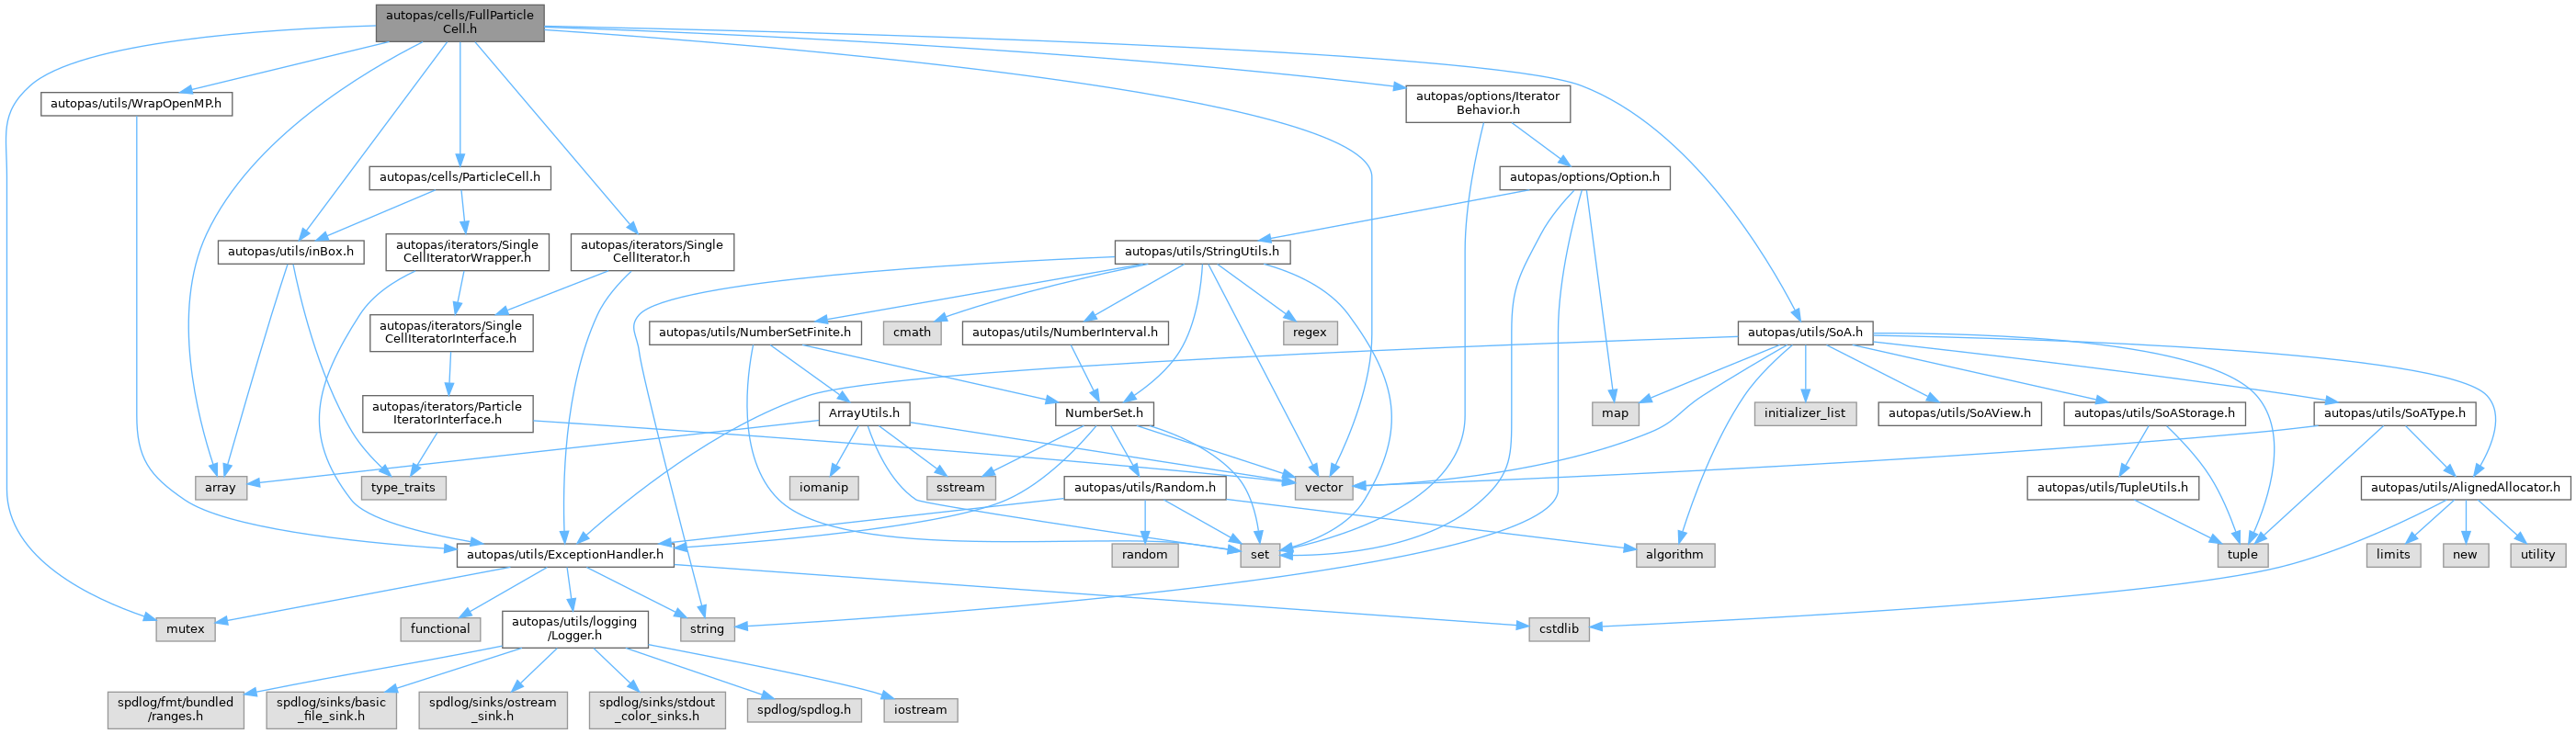 autopas/cells/FullParticle
Cell.h
autopas/utils/WrapOpenMP.h
autopas/options/Iterator
Behavior.h
autopas/cells/ParticleCell.h
autopas/options/Option.h
autopas/utils/inBox.h
autopas/iterators/Single
CellIteratorWrapper.h
autopas/iterators/Single
CellIterator.h
autopas/utils/StringUtils.h
autopas/iterators/Single
CellIteratorInterface.h
autopas/utils/NumberSetFinite.h
cmath
autopas/utils/NumberInterval.h
regex
autopas/utils/SoA.h
autopas/iterators/Particle
IteratorInterface.h
ArrayUtils.h
NumberSet.h
map
initializer_list
autopas/utils/SoAView.h
autopas/utils/SoAStorage.h
autopas/utils/SoAType.h
array
type_traits
iomanip
sstream
autopas/utils/Random.h
vector
autopas/utils/TupleUtils.h
autopas/utils/AlignedAllocator.h
autopas/utils/ExceptionHandler.h
random
set
algorithm
tuple
limits
new
utility
mutex
functional
autopas/utils/logging
/Logger.h
string
cstdlib
spdlog/fmt/bundled
/ranges.h
spdlog/sinks/basic
_file_sink.h
spdlog/sinks/ostream
_sink.h
spdlog/sinks/stdout
_color_sinks.h
spdlog/spdlog.h
iostream